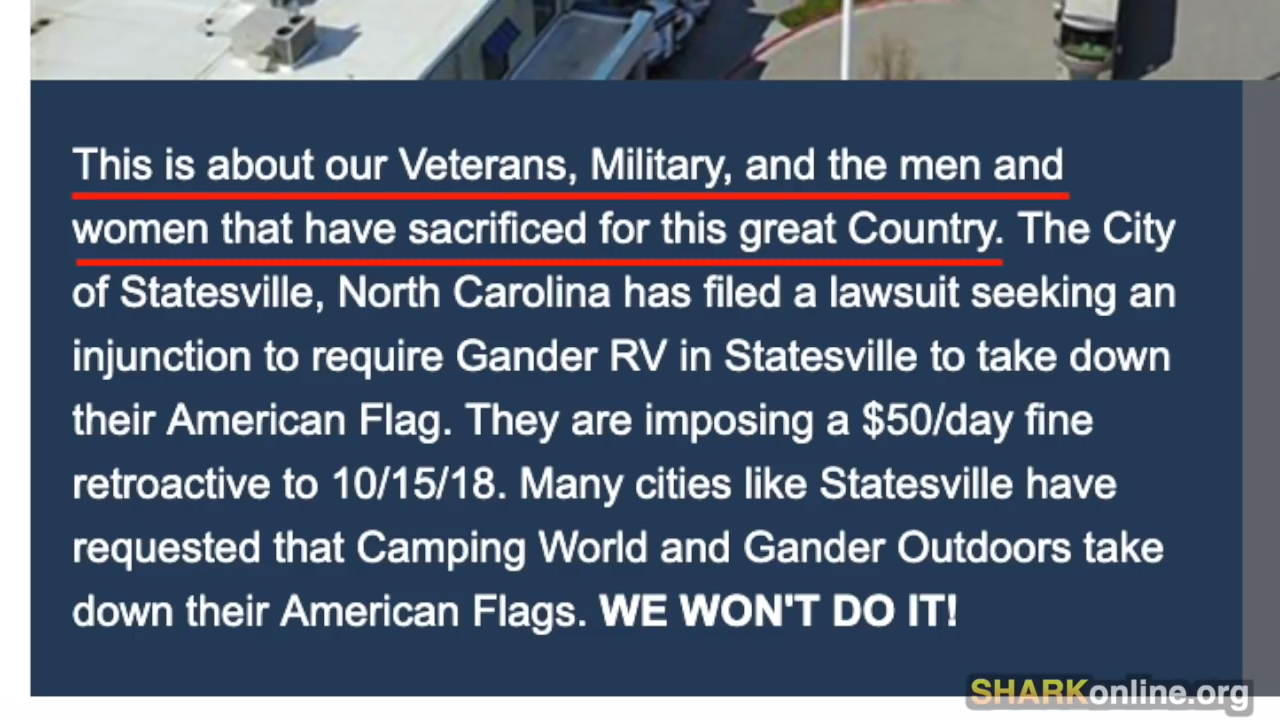 This is about our Veterans, Military, and the men and
women that have sacrificed for this great Country. The City
of Statesville, North Carolina has filed a lawsuit seeking an
injunction to require Gander RV in Statesville to take down
their American Flag. They are imposing a $50/day fine
retroactive to 10/15/18. Many cities like Statesville have
requested that Camping World and Gander Outdoors take
down their American Flags. WE WON'T DO IT!
SHARKonline.org